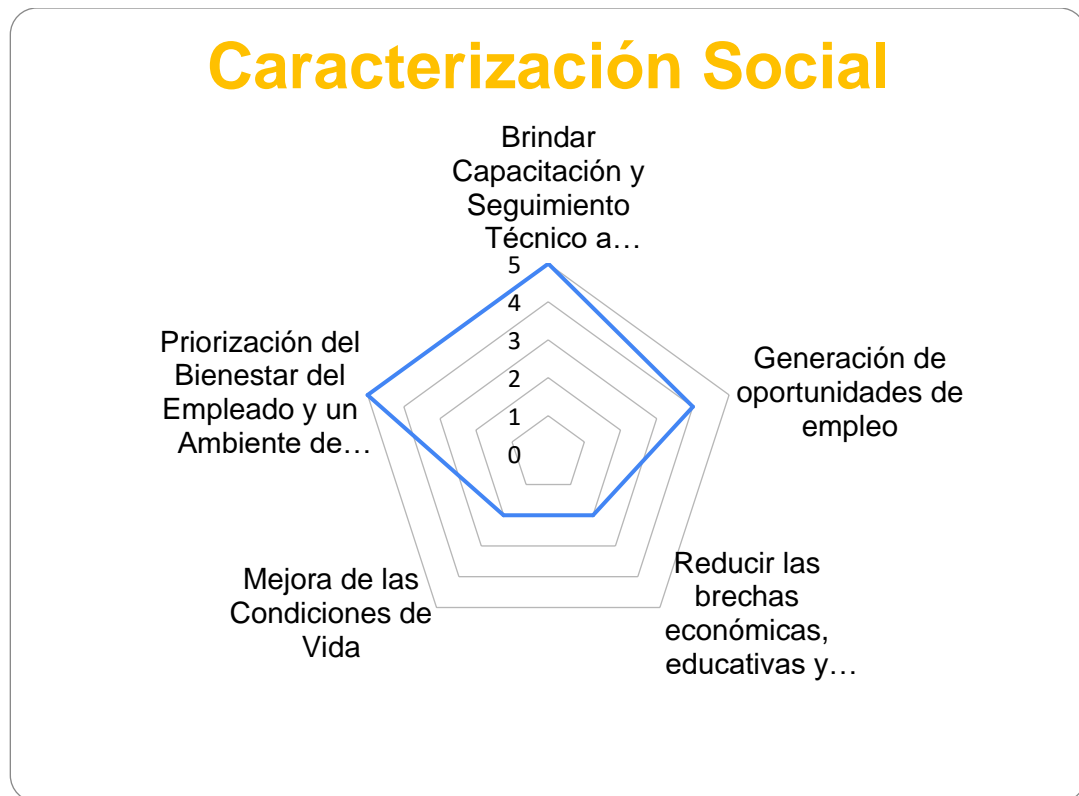 Caracterización Social
Brindar
Capacitación y
Seguimiento
Técnico a…
5
4
3
2
1
0
Generación de
oportunidades de
empleo
Reducir las
brechas
económicas,
educativas y…
Mejora de las
Condiciones de
Vida
Priorización del
Bienestar del
Empleado y un
Ambiente de…